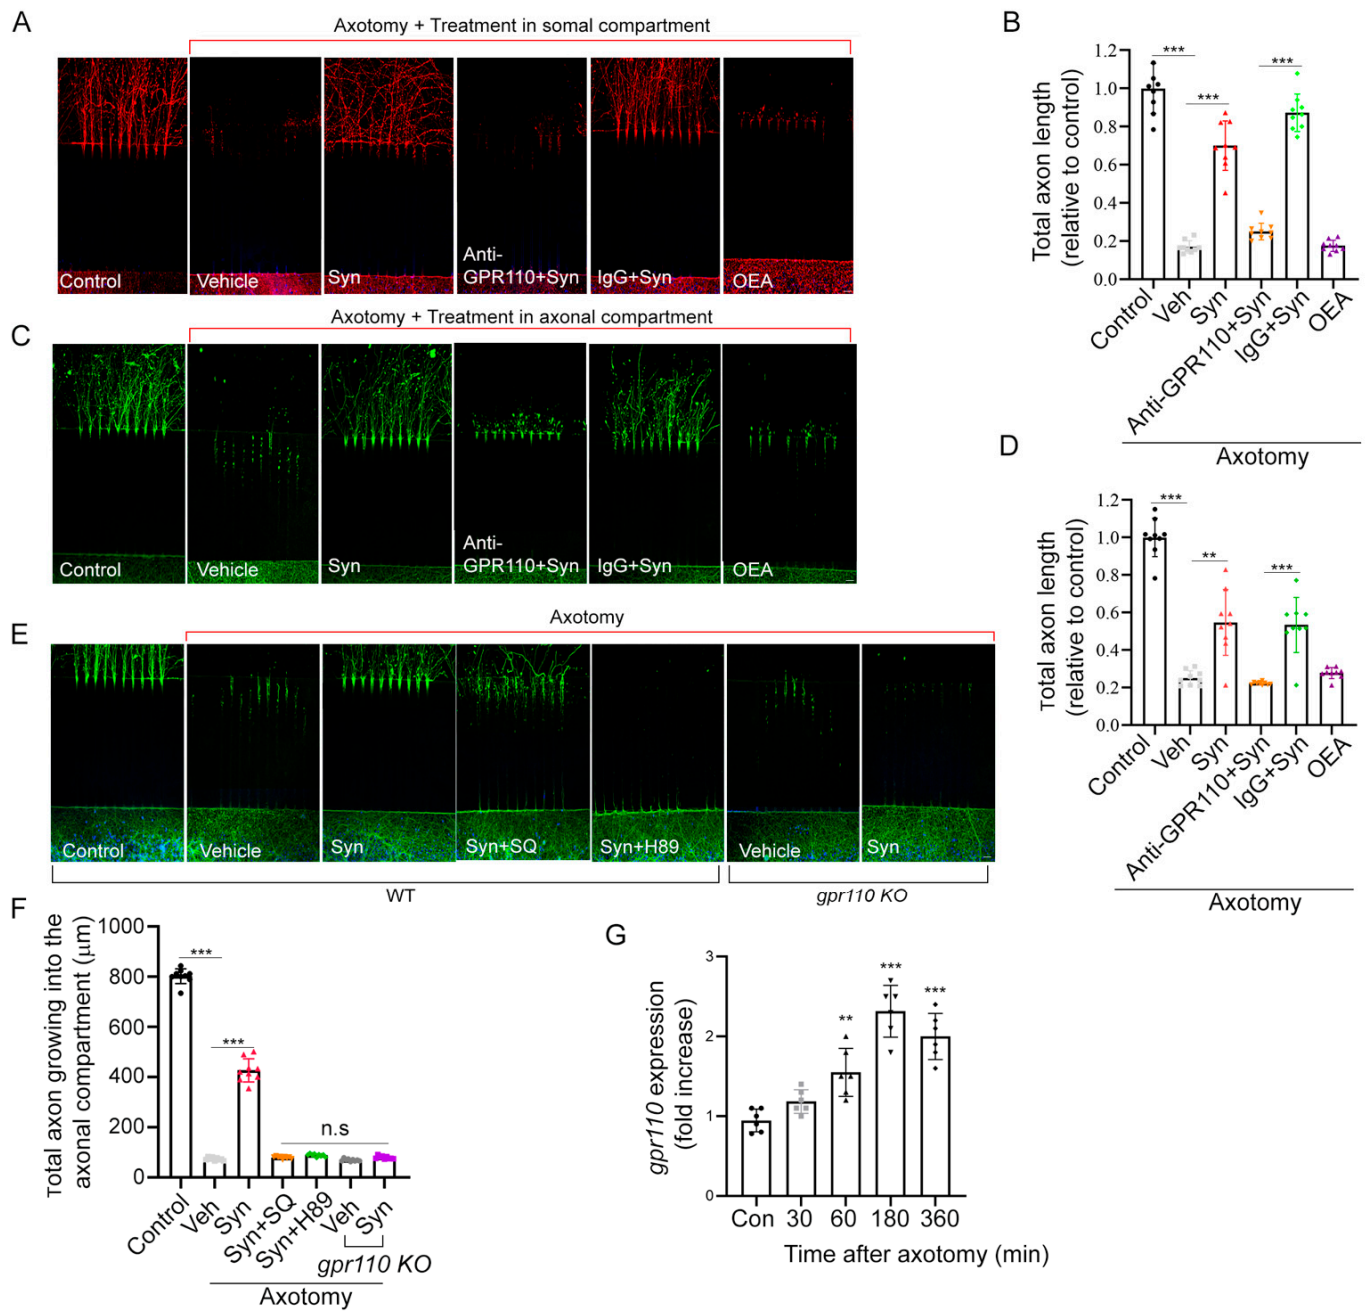 A
Axotomy + Treatment in somal compartment
Control
Vehicle
Syn
Anti-
GPR110+Syn
IgG+Syn
OEA
B
Total axon length
(relative to control)
1.2
1.0
0.8
0.6
0.4
0.2
0.0
***
***
***
Control
Veh
Syn
Anti-GPR110+Syn
IgG+Syn
OEA
Axotomy
C
Axotomy + Treatment in axonal compartment
Control
Vehicle
Syn
Anti-
GPR110+Syn
IgG+Syn
OEA
D
Total axon length
(relative to control)
1.2
1.0
0.8
0.6
0.4
0.2
0.0
***
**
***
Control
Veh
Syn
Anti-GPR110+Syn
IgG+Syn
OEA
Axotomy
E
Axotomy
Control
Vehicle
Syn
Syn+SQ
Syn+H89
Vehicle
Syn
WT
gpr110 KO
F
Total axon growing into the
axonal compartment (μm)
1000
800
600
400
200
0
***
***
n.s
Control
Veh
Syn
Syn+SQ
Syn+H89
Veh
Syn
gpr110 KO
Axotomy
G
gpr110 expression
(fold increase)
3
2
1
0
**
***
***
Con
30
60
180
360
Time after axotomy (min)